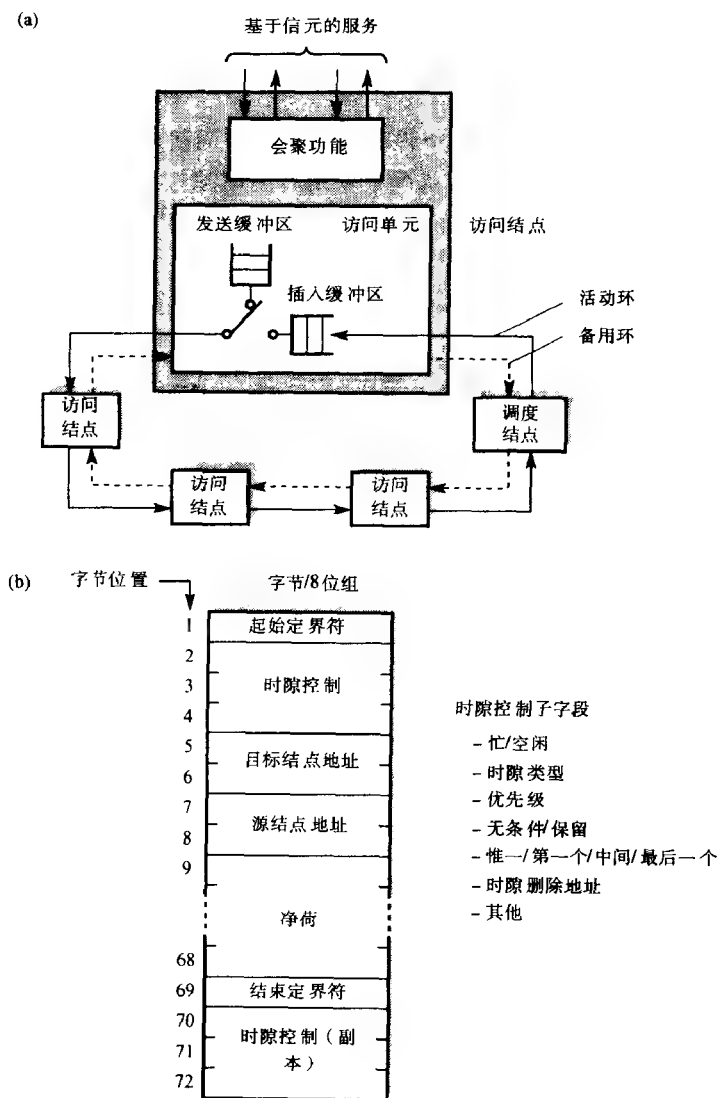 (a)
基于信元的服务
会聚功能
发送缓冲区
访问单元
访问结点
插入缓冲区
活动环
备用环
访问
结点
调度
结点
访问
结点
访问
结点
(b)
字节位置
字节/8位组
1
起始定界符
2
3
时隙控制
4
5
目标结点地址
6
7
源结点地址
8
9
净荷
68
69
结束定界符
70
71
时隙控制（副
本）
72
时隙控制子字段
– 忙/空闲
– 时隙类型
– 优先级
– 无条件/保留
– 惟一/第一个/中间/最后一个
– 时隙删除地址
– 其他